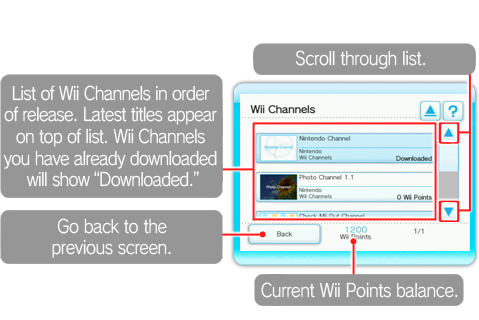 Scroll through list.
List of Wii Channels in order
of release. Latest titles appear
on top of list. Wii Channels
you have already downloaded
will show “Downloaded.”
Wii Channels
?
Nintendo Channel
Nintendo
Wii Channels
Downloaded
Photo Channel
Photo Channel 1.1
Nintendo
Wii Channels
0 Wii Points
Check Mii Out Channel
Go back to the
previous screen.
Back
1200
Wii Points
1/1
Current Wii Points balance.